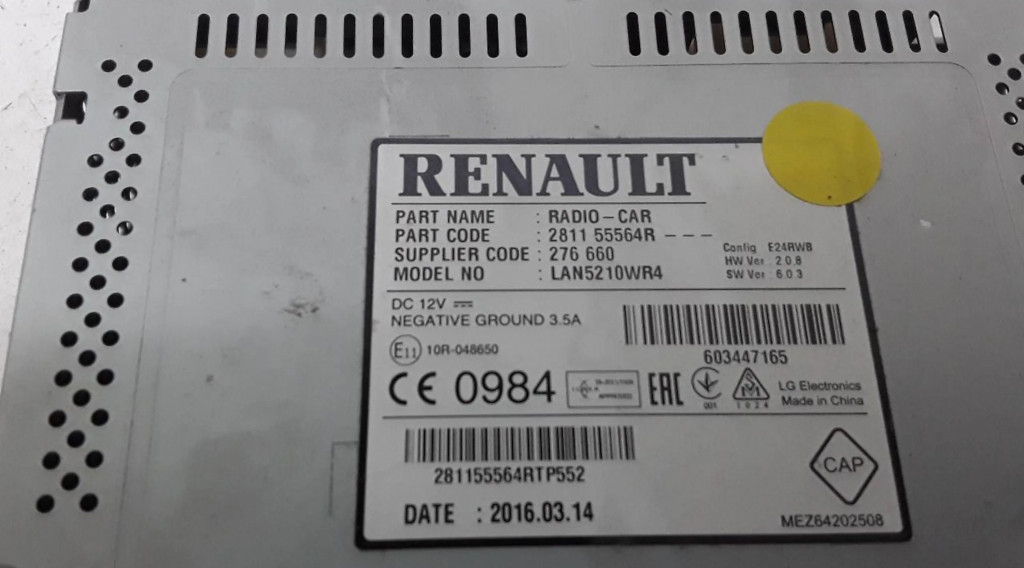 RENAULT
PART NAME : RADIO-CAR
PART CODE : 2811 55564R ---
SUPPLIER CODE : 276 660
MODEL NO : LAN5210WR4
Config : E24RWB
HW Ver : 2.0.8
SW Ver : 6.0.3
DC 12V
NEGATIVE GROUND 3.5A
603447165
E11 10R-048650
CE 0984
EAC
001
1024
LG Electronics
Made in China
281155564RTP552
CAP
DATE : 2016.03.14
MEZ64202508